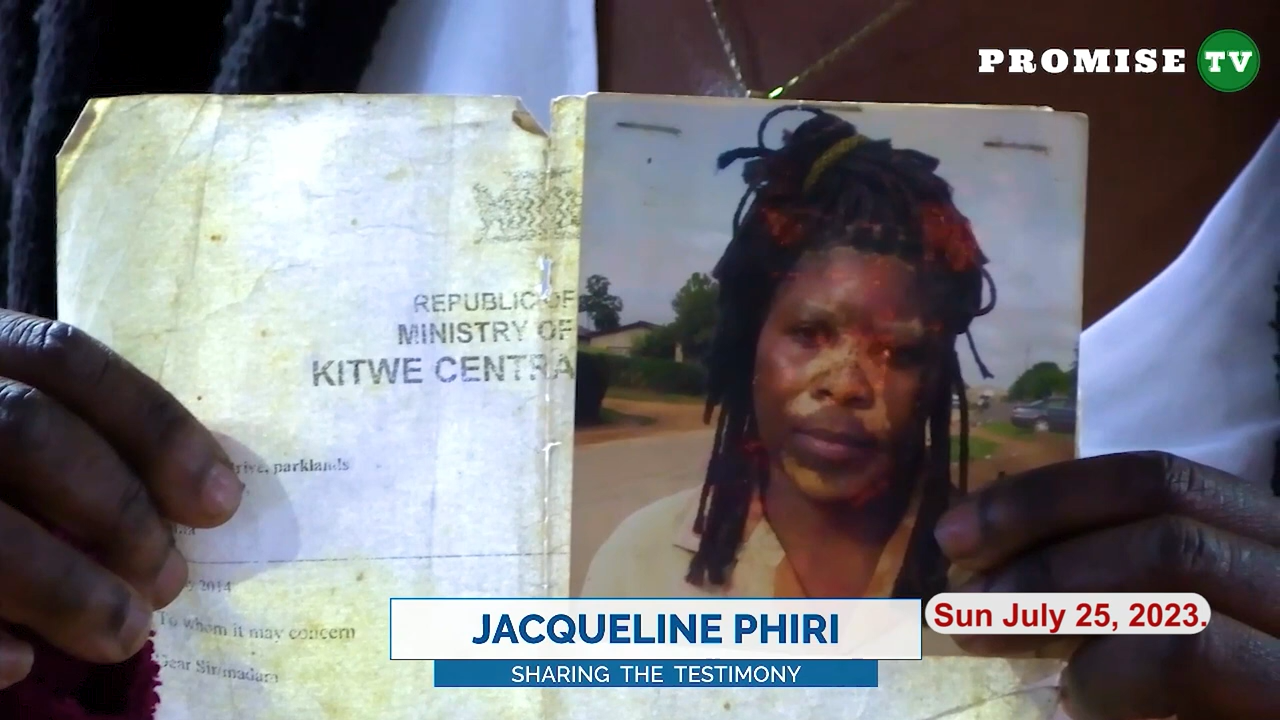 PROMISE TV
REPUBLIC OF
MINISTRY OF
KITWE CENTRA
drive, parklands
2014
To whom it may concern
Dear Sir/madam
JACQUELINE PHIRI
SHARING THE TESTIMONY
Sun July 25, 2023.